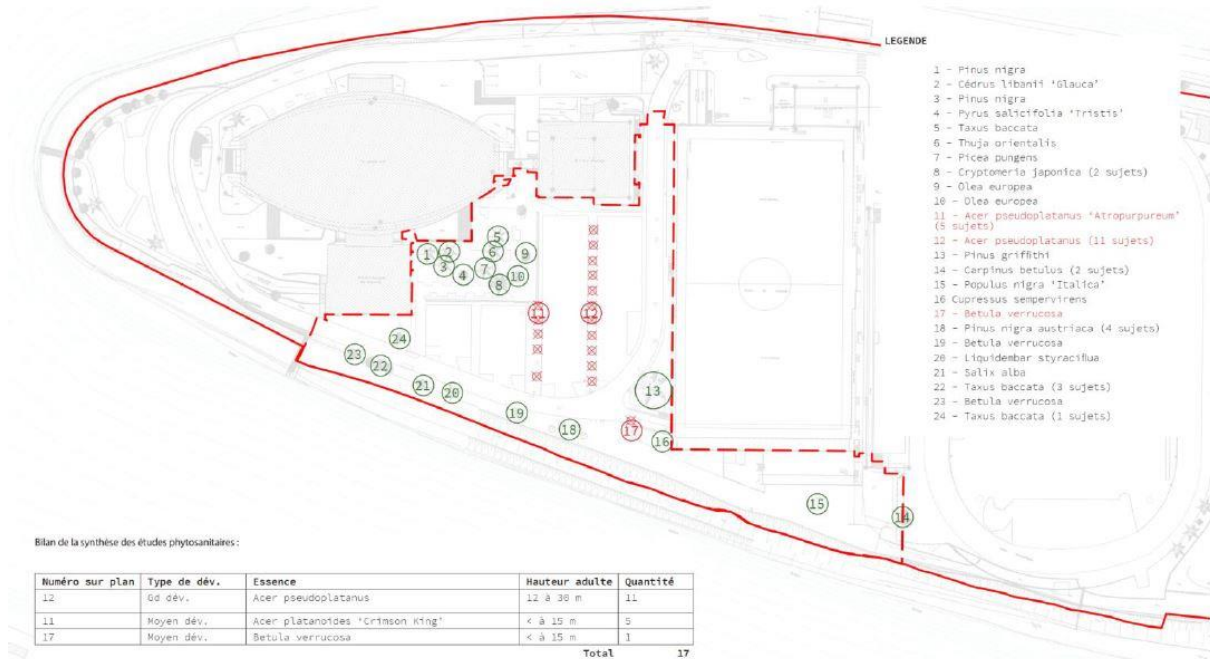 LEGENDE
1 - Pinus nigra
2 - Cédrus libanii 'Glauca'
3 - Pinus nigra
4 - Pyrus salicifolia 'Tristis'
5 - Taxus baccata
6 - Thuja orientalis
7 - Picea pungens
8 - Cryptomeria japonica (2 sujets)
9 - Olea europea
10 - Olea europea
11 - Acer pseudoplatanus 'Atropurpureum'
(5 sujets)
12 - Acer pseudoplatanus (11 sujets)
13 - Pinus griffithi
14 - Carpinus betulus (2 sujets)
15 - Populus nigra 'Italica'
16 Cupressus sempervirens
17 - Betula verrucosa
18 - Pinus nigra austriaca (4 sujets)
19 - Betula verrucosa
20 - Liquidembar styraciflua
21 - Salix alba
22 - Taxus baccata (3 sujets)
23 - Betula verrucosa
24 - Taxus baccata (1 sujets)
5
1
2
6
9
3
4
7
10
8
11
12
24
23
22
21
20
13
19
18
17
16
15
14
Bilan de la synthèse des études phytosanitaires :
Numéro sur plan Type de dév. Essence Hauteur adulte Quantité
12 Gd dév. Acer pseudoplatanus 12 à 30 m 11
11 Moyen dév. Acer platanoides 'Crimson King' < à 15 m 5
17 Moyen dév. Betula verrucosa < à 15 m 1
Total 17